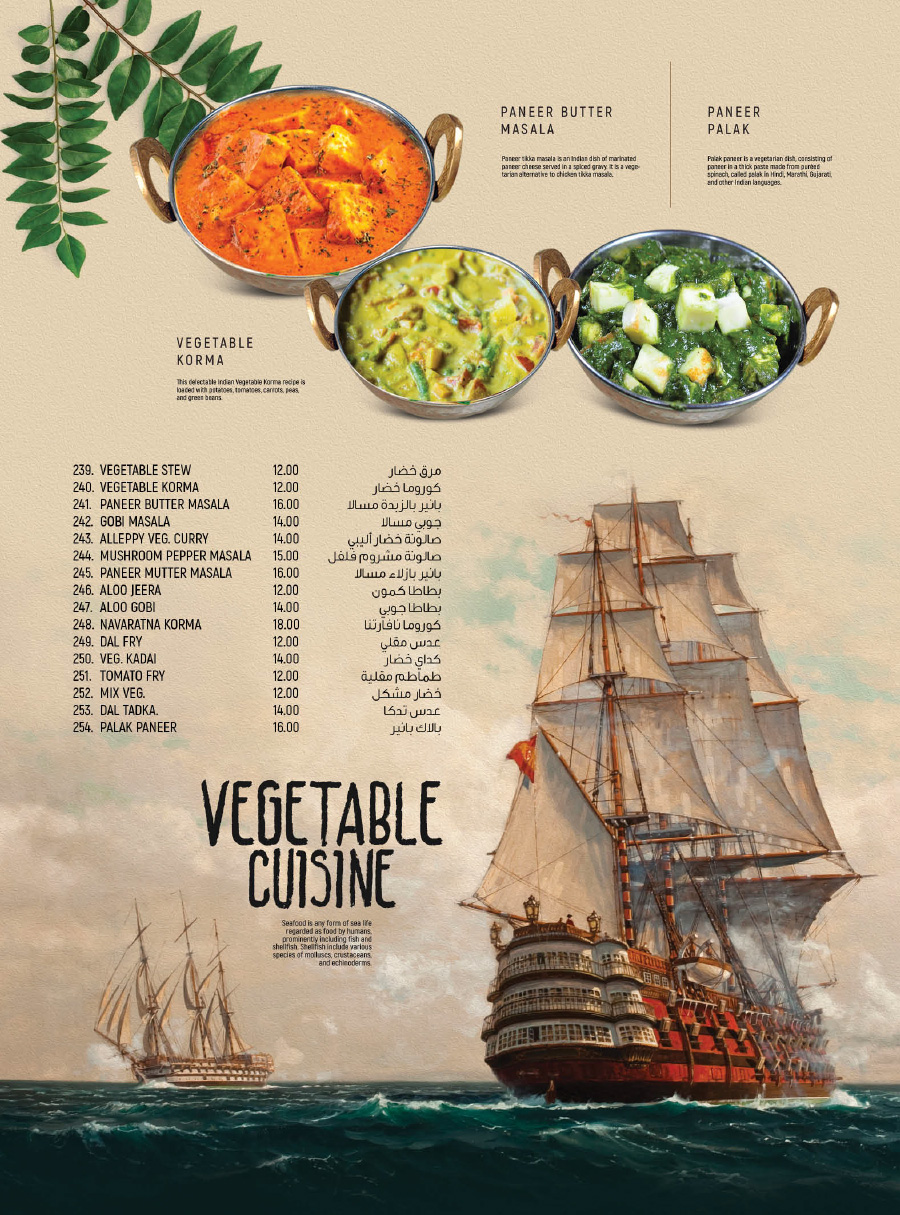 PANEER BUTTER
MASALA
Paneer tikka masala is an Indian dish of marinated
paneer cheese served in a spiced gravy. It is a vege-
tarian alternative to chicken tikka masala.
PANEER
PALAK
Palak paneer is a vegetarian dish, consisting of
paneer in a thick paste made from puréed
spinach, called palak in Hindi, Marathi, Gujarati,
and other Indian languages.
VEGETABLE
KORMA
This delectable Indian Vegetable Korma recipe is
loaded with potatoes, tomatoes, carrots, peas,
and green beans.
239. VEGETABLE STEW 12.00 مرق خضار
240. VEGETABLE KORMA 12.00 كوروما خضار
241. PANEER BUTTER MASALA 16.00 بانير بالزبدة مسالا
242. GOBI MASALA 14.00 جوبي مسالا
243. ALLEPPY VEG. CURRY 14.00 صالونة خضار أليبي
244. MUSHROOM PEPPER MASALA 15.00 صالونة مشروم فلفل
245. PANEER MUTTER MASALA 16.00 بانير بازلاء مسالا
246. ALOO JEERA 12.00 بطاطا كمون
247. ALOO GOBI 14.00 بطاطا جوبي
248. NAVARATNA KORMA 18.00 كوروما نافارتنا
249. DAL FRY 12.00 عدس مقلي
250. VEG. KADAI 14.00 كداي خضار
251. TOMATO FRY 12.00 طماطم مقلية
252. MIX VEG. 12.00 خضار مشكل
253. DAL TADKA. 14.00 عدس تدكا
254. PALAK PANEER 16.00 بالاك بانير
VEGETABLE
CUISINE
Seafood is any form of sea life
regarded as food by humans,
prominently including fish and
shellfish. Shellfish include various
species of molluscs, crustaceans,
and echinoderms.